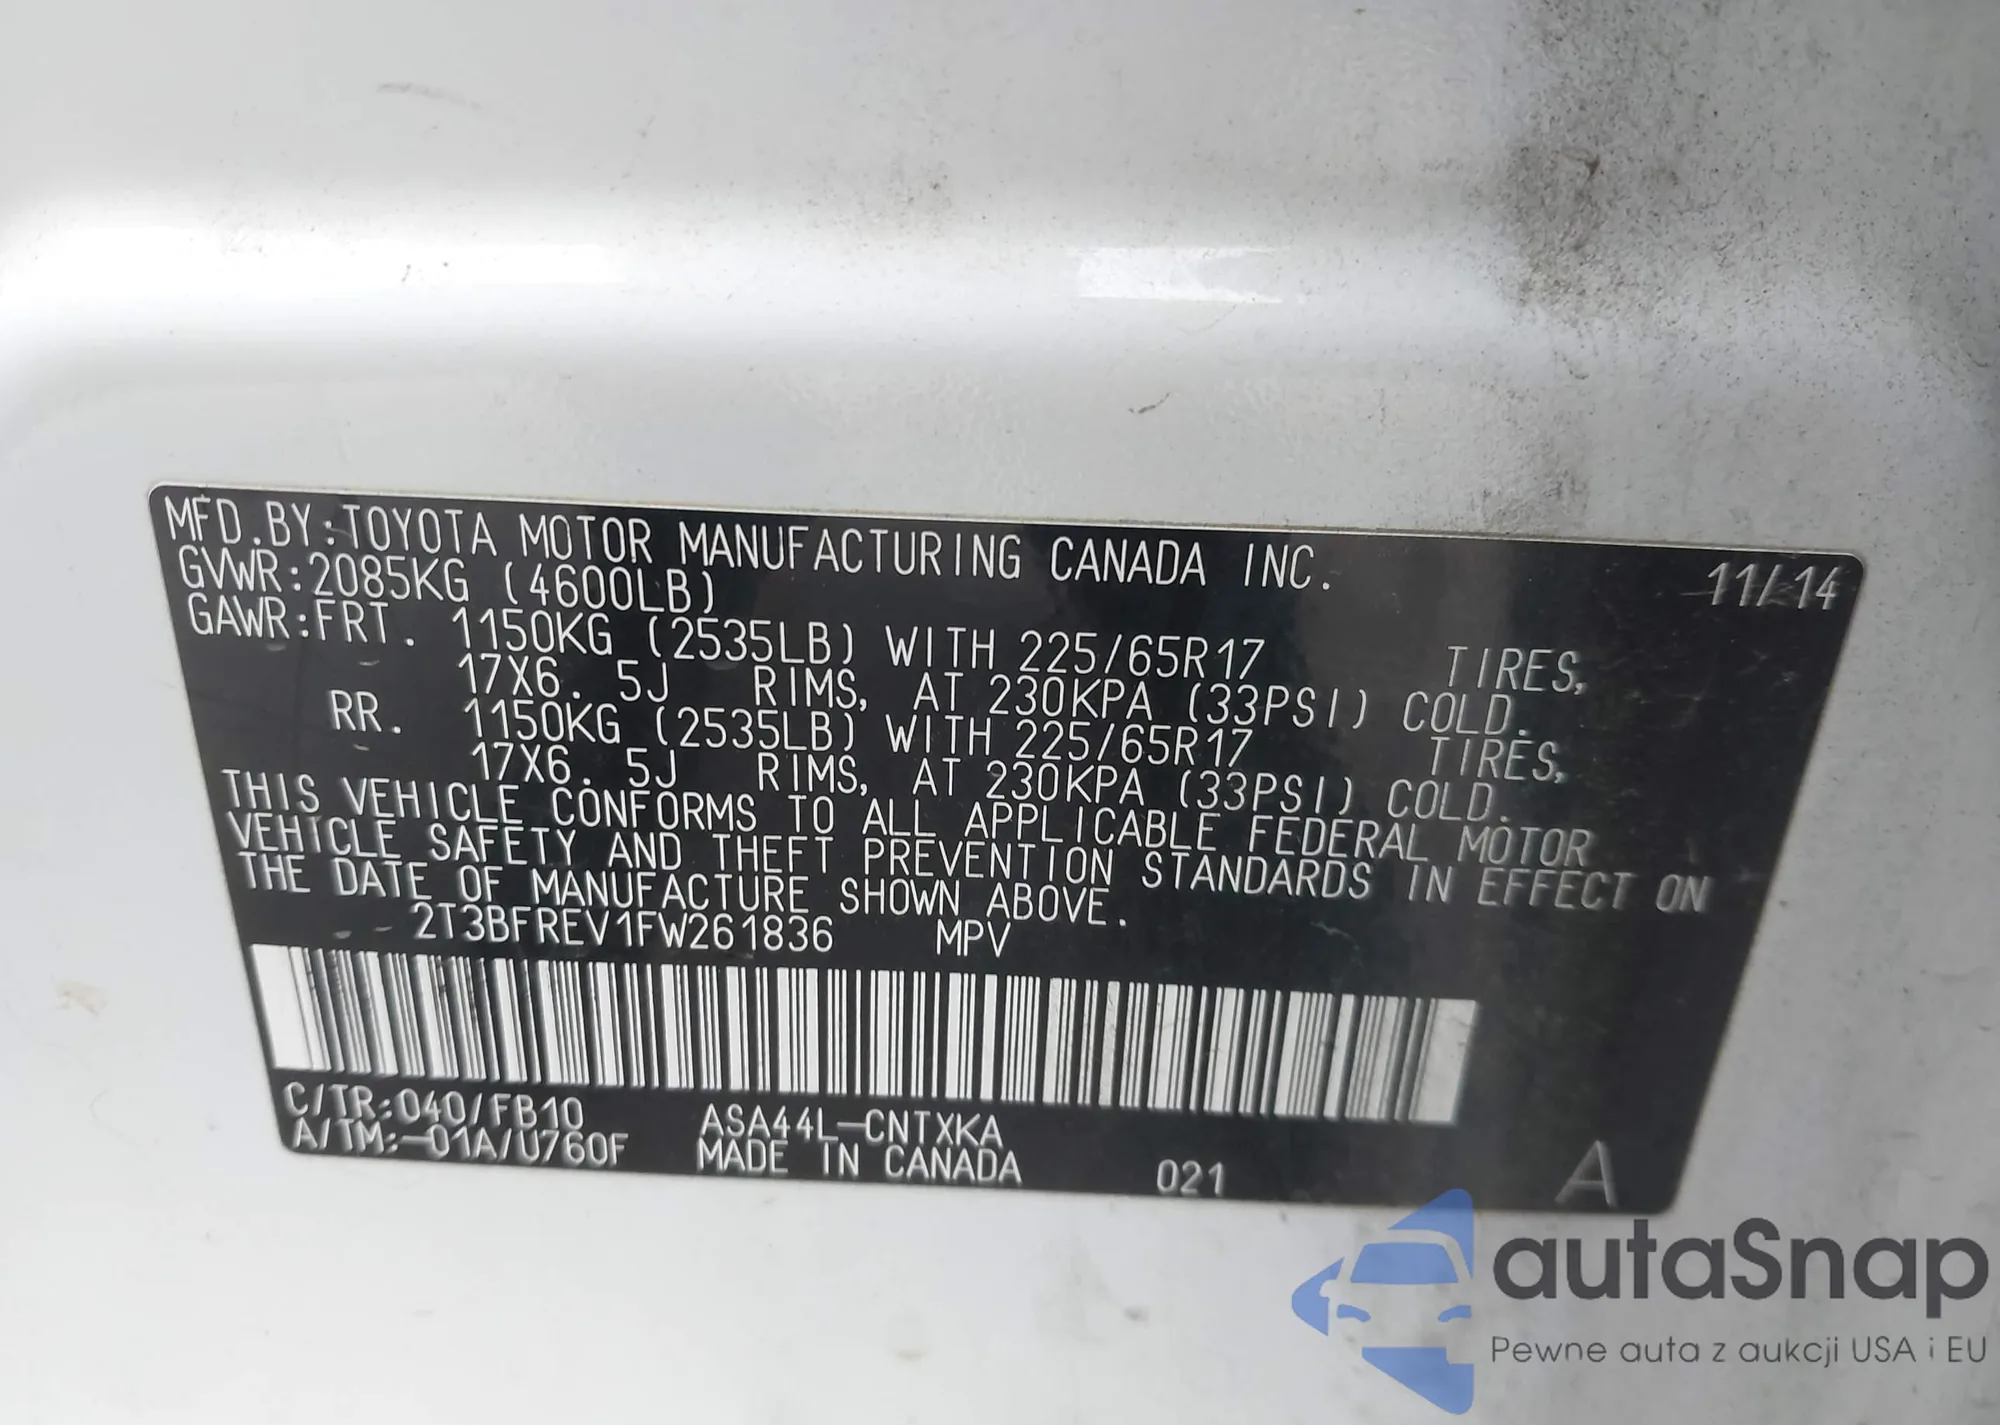 MFD.BY:TOYOTA MOTOR MANUFACTURING CANADA INC. 11/14
GVWR:2085KG (4600LB)
GAWR:FRT. 1150KG (2535LB) WITH 225/65R17 TIRES,
17X6.5J RIMS, AT 230KPA (33PSI) COLD.
RR. 1150KG (2535LB) WITH 225/65R17 TIRES,
17X6.5J RIMS, AT 230KPA (33PSI) COLD.
THIS VEHICLE CONFORMS TO ALL APPLICABLE FEDERAL MOTOR
VEHICLE SAFETY AND THEFT PREVENTION STANDARDS IN EFFECT ON
THE DATE OF MANUFACTURE SHOWN ABOVE.
2T3BFREV1FW261836 MPV
C/TR:040/FB10 ASA44L-CNTXKA
A/TM:-01A/U760F MADE IN CANADA 021 A
autaSnap
Pewne auta z aukcji USA i EU